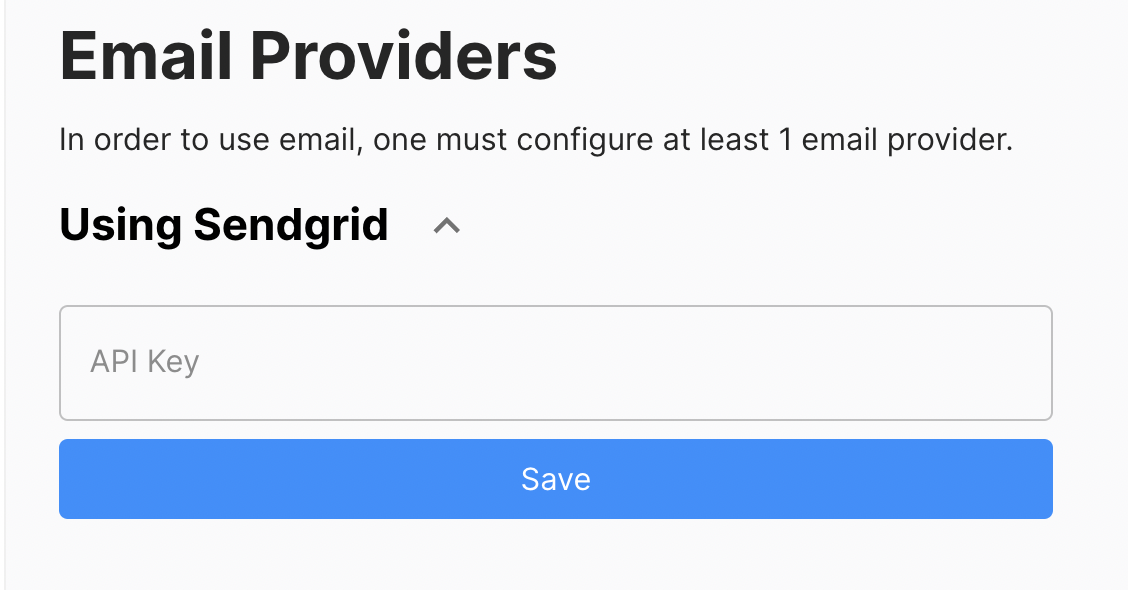 Email Providers
In order to use email, one must configure at least 1 email provider.
Using Sendgrid
API Key
Save